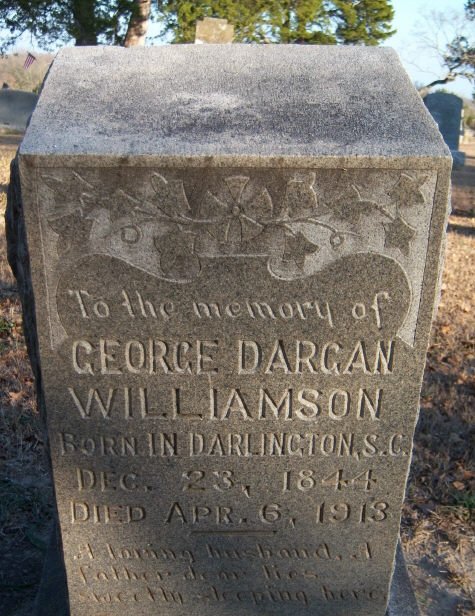 To the memory of
GEORGE DARGAN
WILLIAMSON
BORN IN DARLINGTON, S.C.
DEC. 23, 1844
DIED APR. 6, 1913
A loving husband, A
father dear lies
sweetly sleeping here.